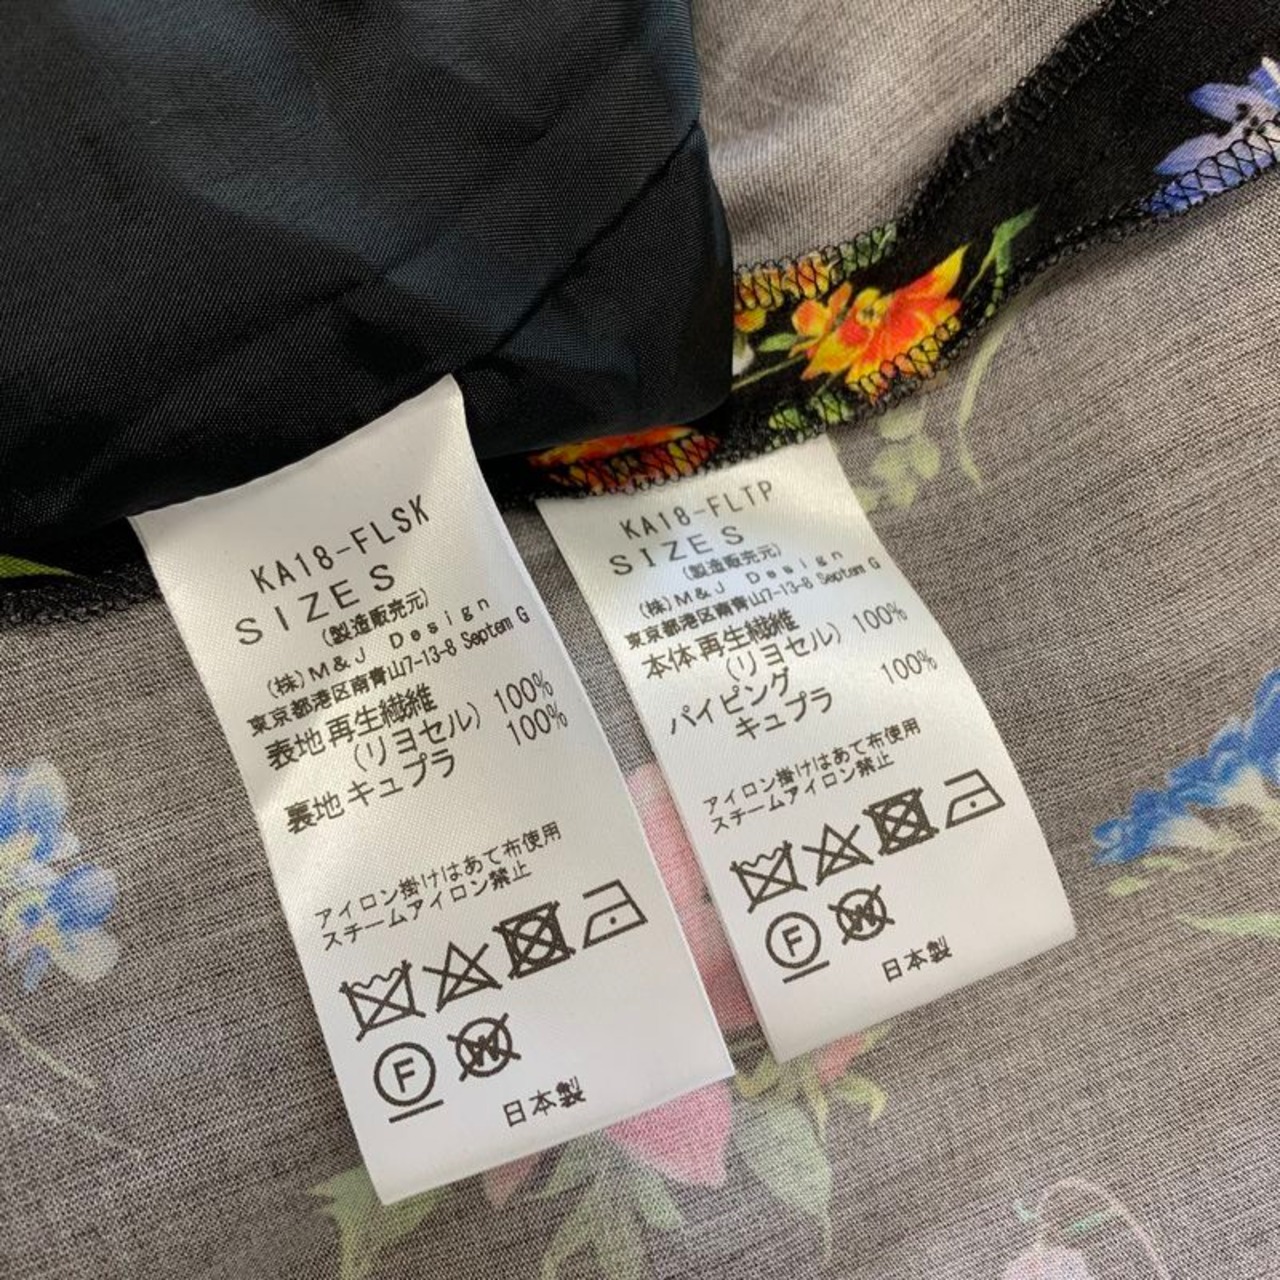 KA18-FLSK
SIZE S
(製造販売元)
(株)M&J Design
東京都港区南青山7-13-8 Septem G
表地 再生繊維
(リヨセル) 100%
裏地 キュプラ 100%
アイロン掛けはあて布使用
スチームアイロン禁止
F W
日本製
KA18-FLTP
SIZE S
(製造販売元)
(株)M&J Design
東京都港区南青山7-13-8 Septem G
本体 再生繊維
(リヨセル) 100%
パイピング
キュプラ 100%
アイロン掛けはあて布使用
スチームアイロン禁止
F W
日本製